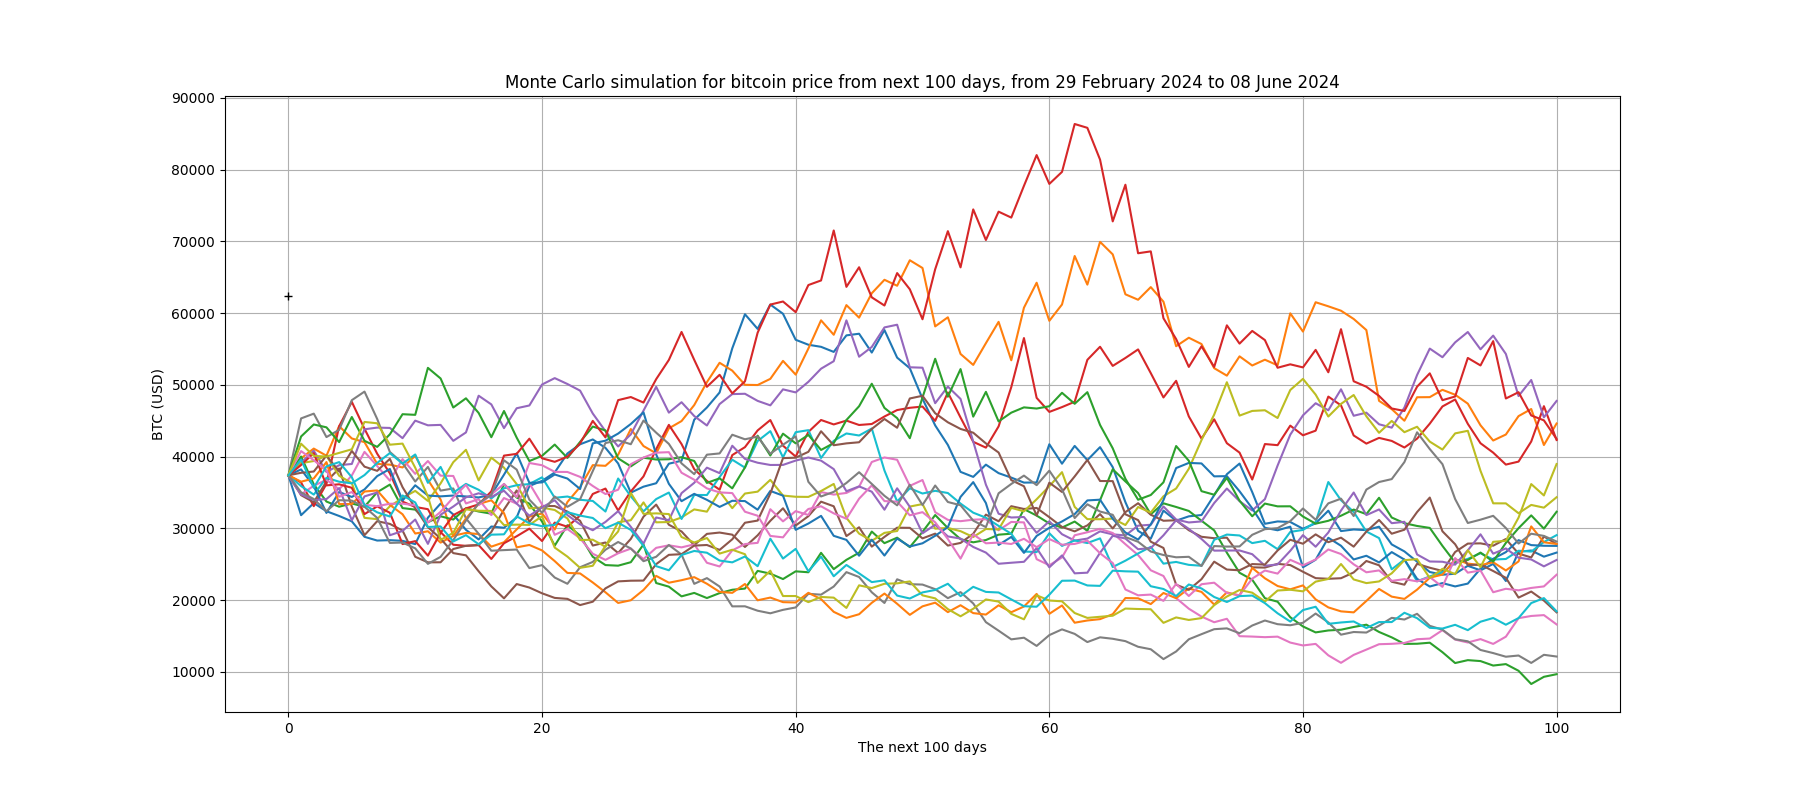 Monte Carlo simulation for bitcoin price from next 100 days, from 29 February 2024 to 08 June 2024
90000
80000
70000
60000
50000
40000
30000
20000
10000
BTC (USD)
0 20 40 60 80 100
The next 100 days